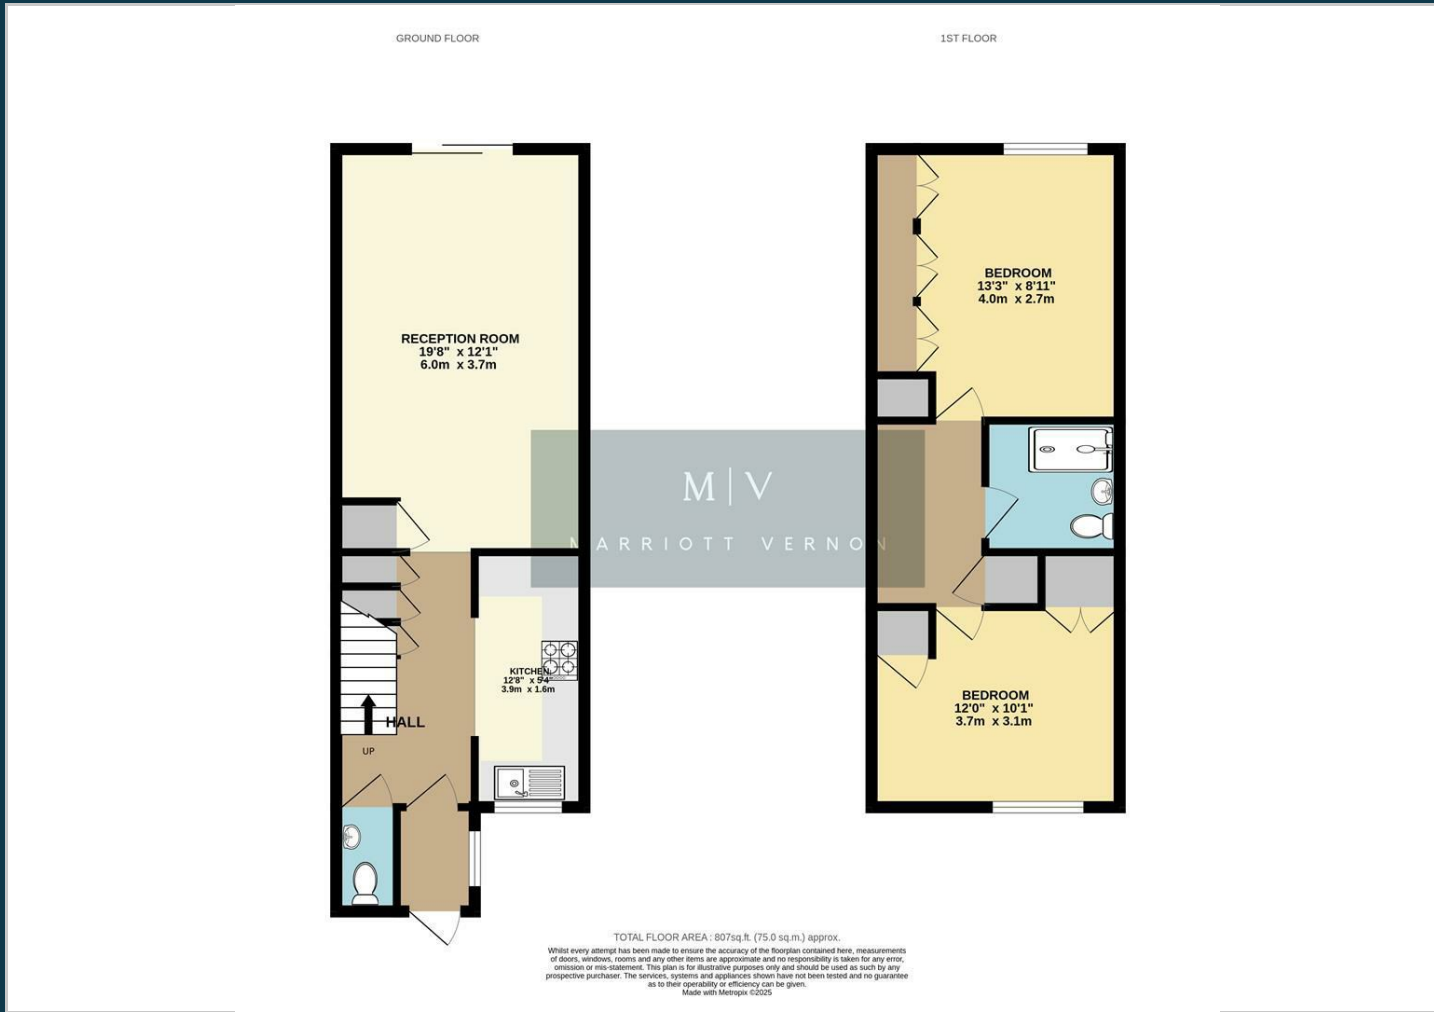 GROUND FLOOR
1ST FLOOR
RECEPTION ROOM
19'8" x 12'1"
6.0m x 3.7m
BEDROOM
13'3" x 8'11"
4.0m x 2.7m
M|V
MARRIOTT VERNON
KITCHEN
12'8" x 5'4"
3.9m x 1.6m
HALL
UP
BEDROOM
12'0" x 10'1"
3.7m x 3.1m
TOTAL FLOOR AREA : 807sq.ft. (75.0 sq.m.) approx.
Whilst every attempt has been made to ensure the accuracy of the floorplan contained here, measurements
of doors, windows, rooms and any other items are approximate and no responsibility is taken for any error,
omission or mis-statement. This plan is for illustrative purposes only and should be used as such by any
prospective purchaser. The services, systems and appliances shown have not been tested and no guarantee
as to their operability or efficiency can be given.
Made with Metropix ©2025